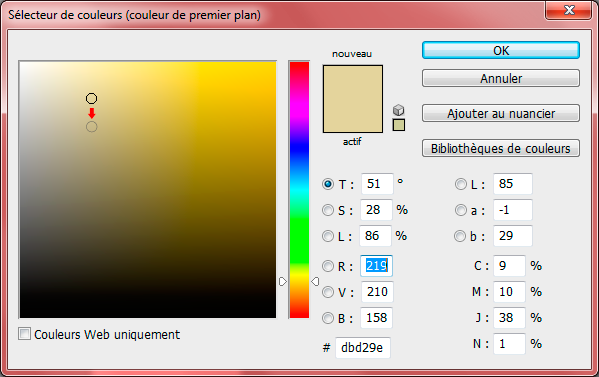 Sélecteur de couleurs (couleur de premier plan)
nouveau
actif
OK
Annuler
Ajouter au nuancier
Bibliothèques de couleurs
T : 51 °
S : 28 %
L : 86 %
R : 219
V : 210
B : 158
# dbd29e
L : 85
a : -1
b : 29
C : 9 %
M : 10 %
J : 38 %
N : 1 %
Couleurs Web uniquement